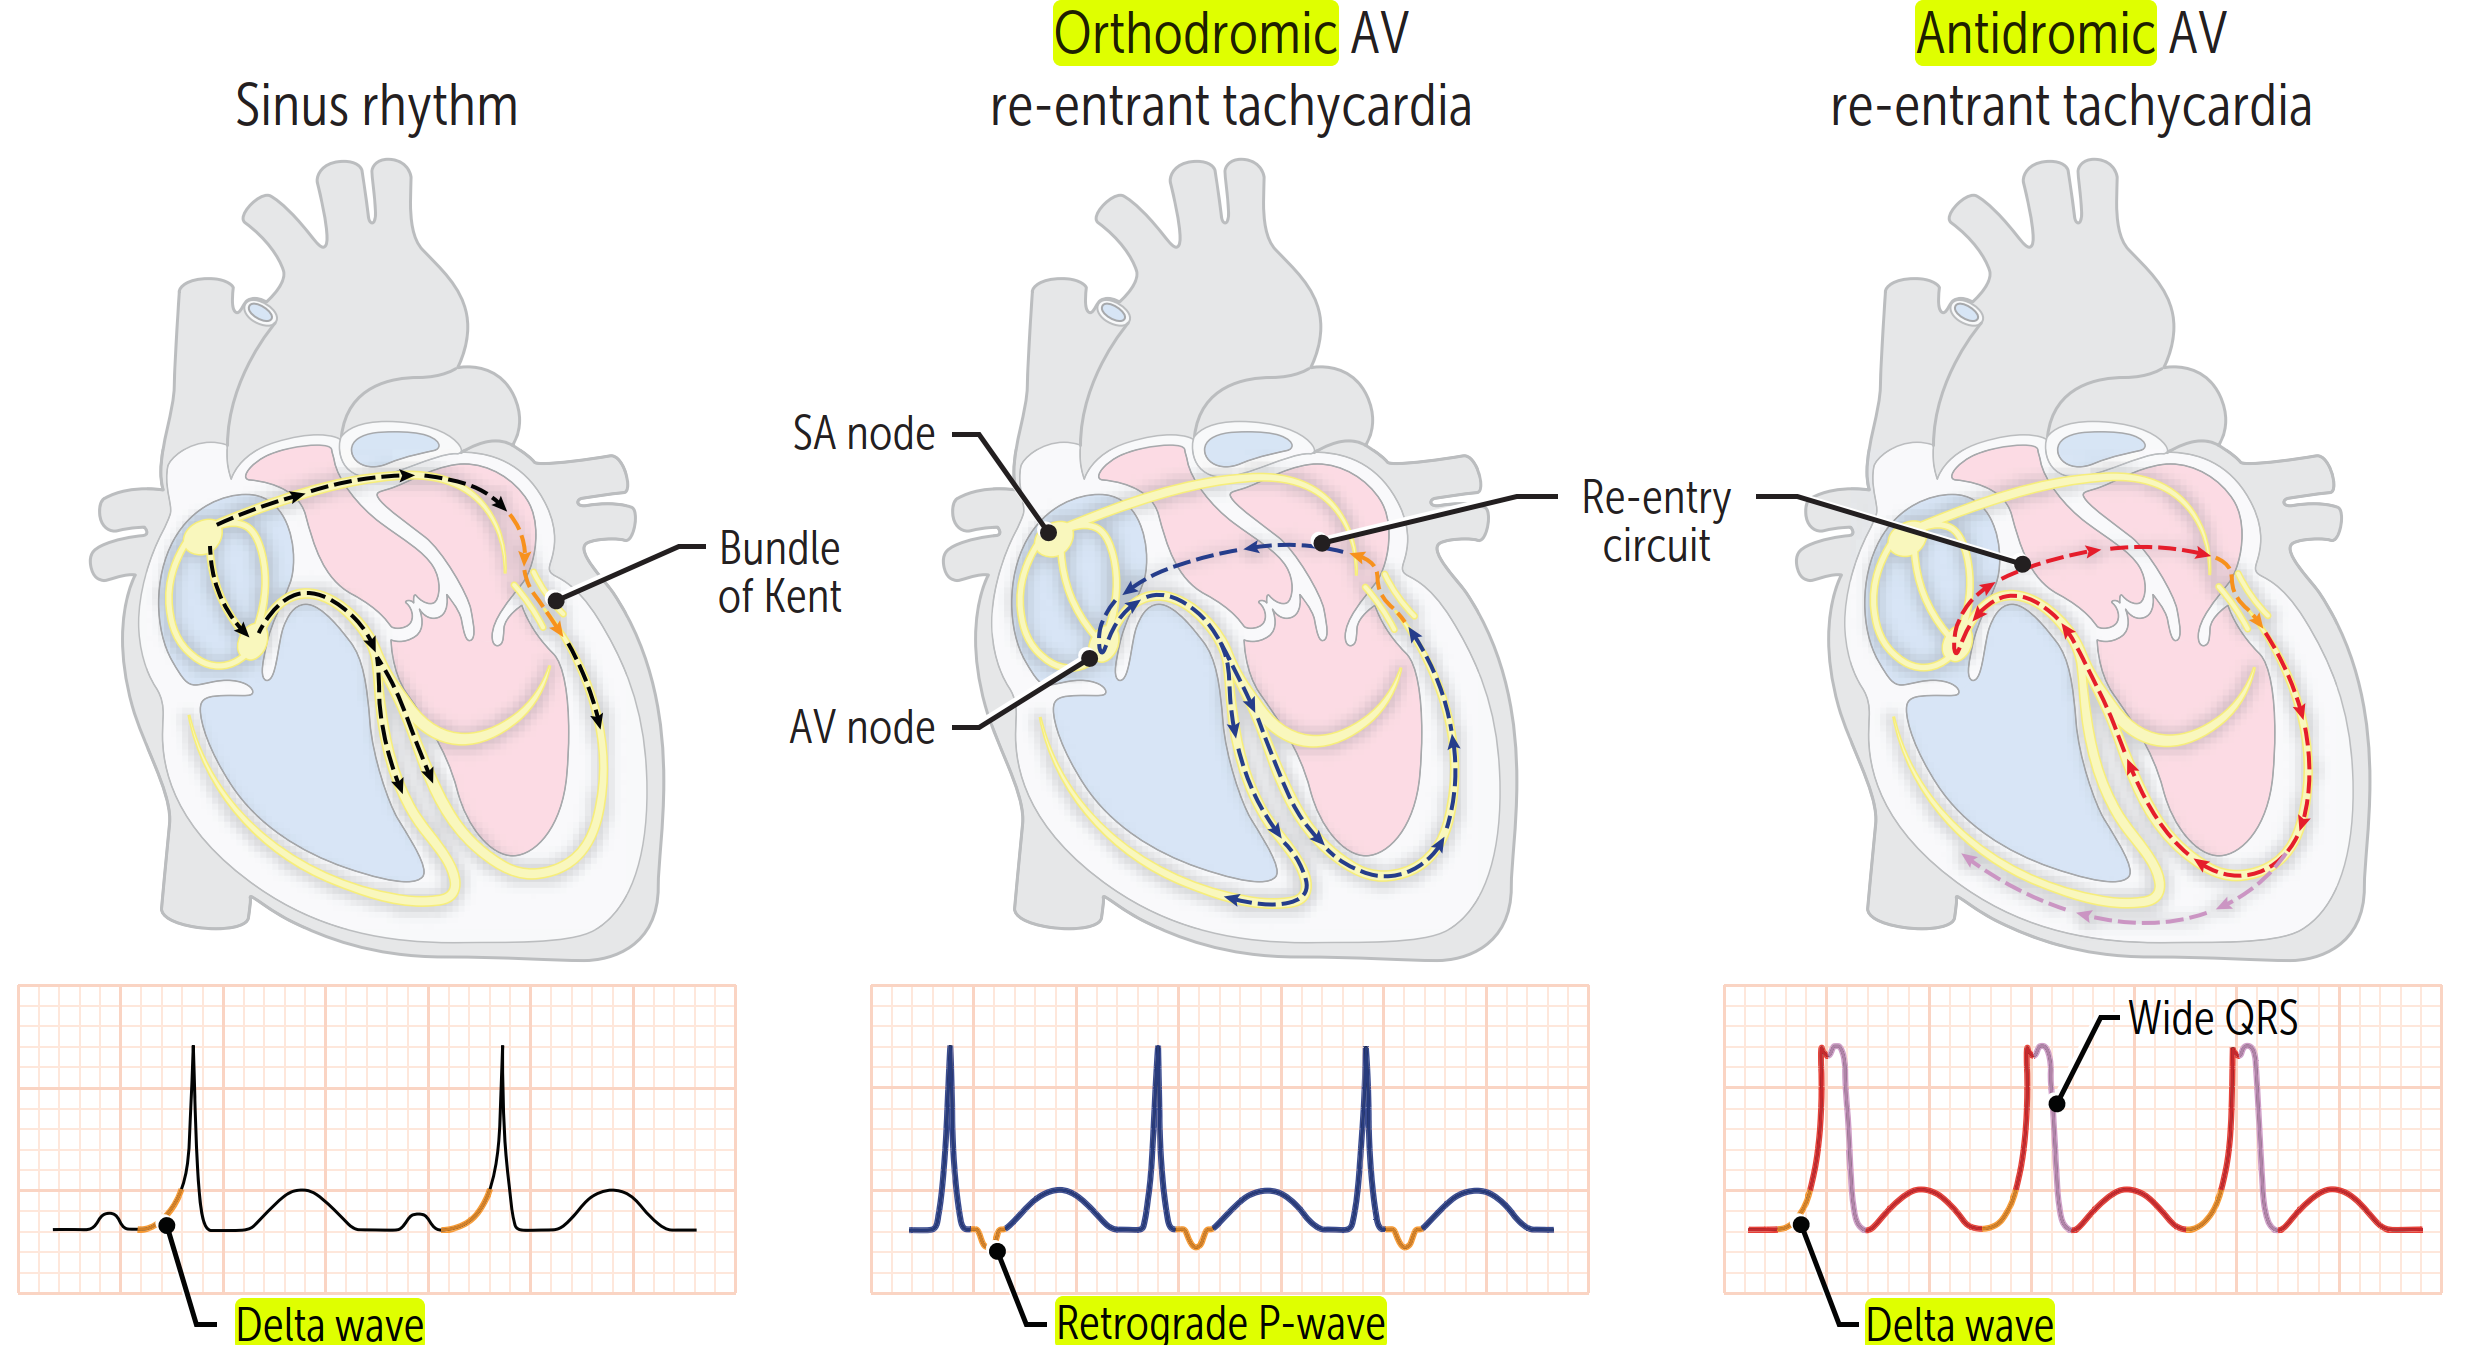 Sinus rhythm
Orthodromic AV
re-entrant tachycardia
Antidromic AV
re-entrant tachycardia
SA node
Bundle
of Kent
AV node
Re-entry
circuit
Delta wave
Retrograde P-wave
Wide QRS
Delta wave